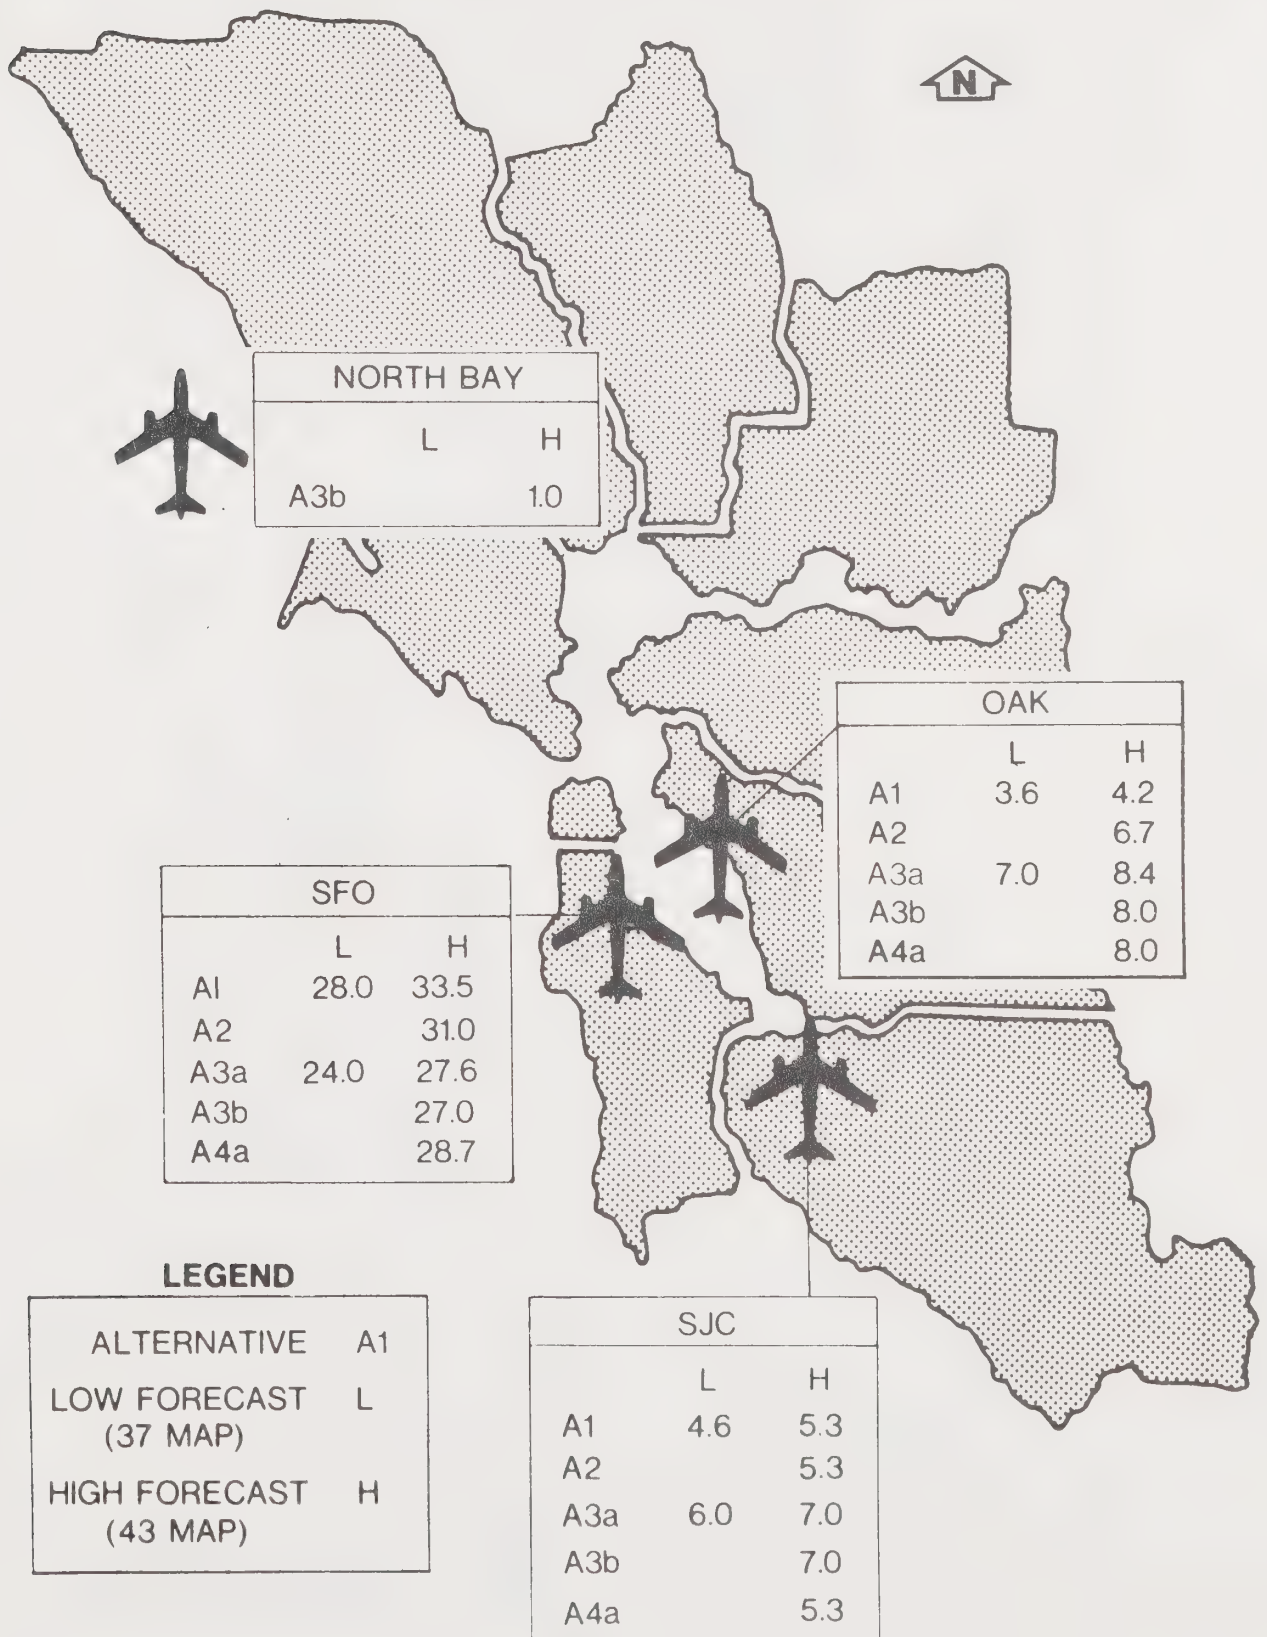 N
NORTH BAY
L H
A3b 1.0
OAK
L H
A1 3.6 4.2
A2 6.7
A3a 7.0 8.4
A3b 8.0
A4a 8.0
SFO
L H
A1 28.0 33.5
A2 31.0
A3a 24.0 27.6
A3b 27.0
A4a 28.7
LEGEND
ALTERNATIVE A1
LOW FORECAST L
(37 MAP)
HIGH FORECAST H
(43 MAP)
SJC
L H
A1 4.6 5.3
A2 5.3
A3a 6.0 7.0
A3b 7.0
A4a 5.3